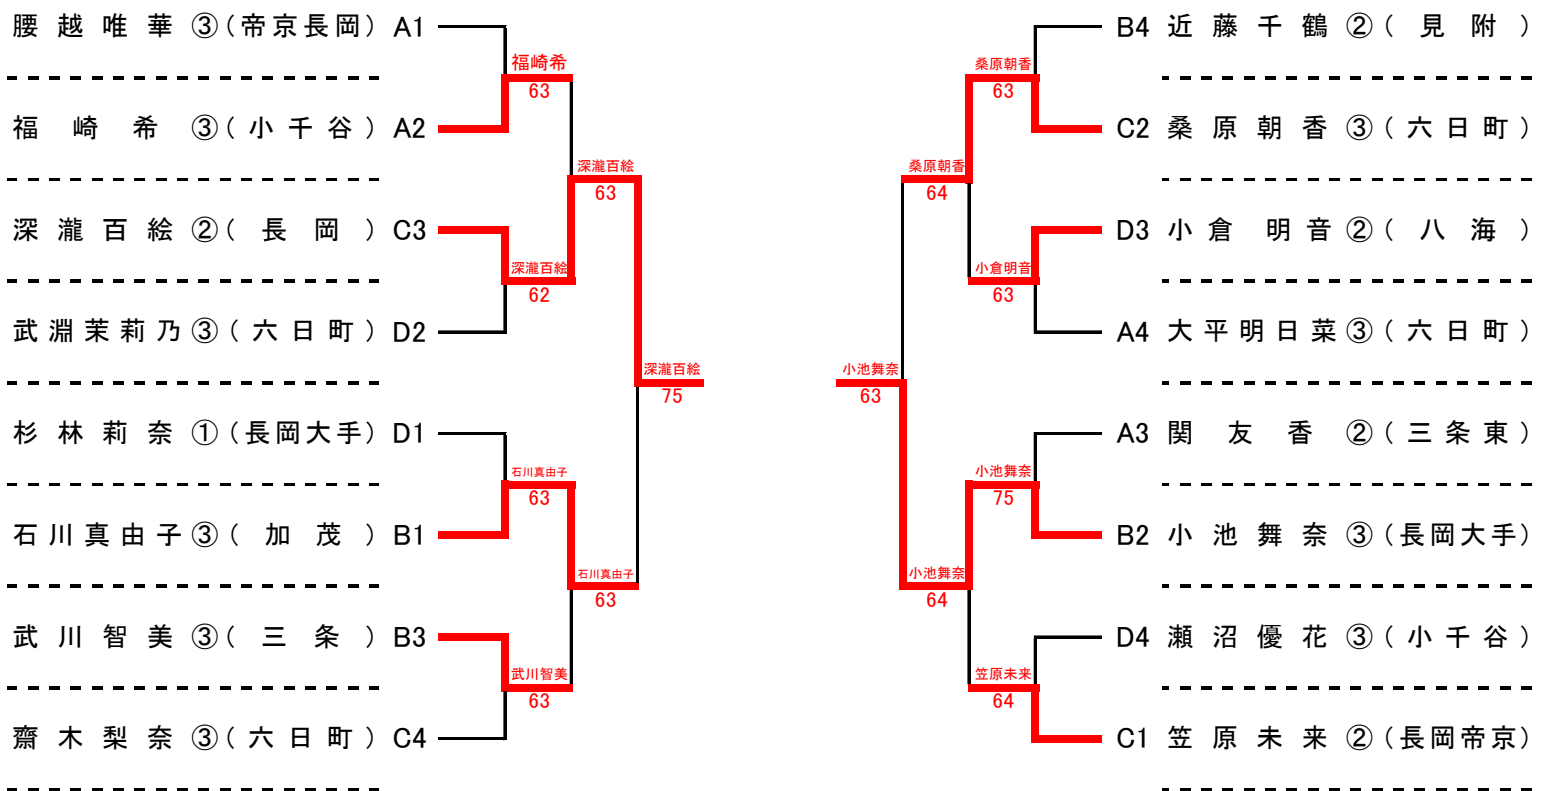 腰越唯華③(帝京長岡) A1
福崎希
63
福崎希③(小千谷) A2
深瀧百絵
63
深瀧百絵②(長岡) C3
深瀧百絵
62
武淵茉莉乃③(六日町) D2
深瀧百絵
75
杉林莉奈①(長岡大手) D1
石川真由子
63
石川真由子③(加茂) B1
石川真由子
63
武川智美③(三条) B3
武川智美
63
齋木梨奈③(六日町) C4
B4 近藤千鶴②(見附)
桑原朝香
63
C2 桑原朝香③(六日町)
桑原朝香
64
D3 小倉明音②(八海)
小倉明音
63
A4 大平明日菜③(六日町)
小池舞奈
63
A3 関友香②(三条東)
小池舞奈
75
B2 小池舞奈③(長岡大手)
小池舞奈
64
D4 瀬沼優花③(小千谷)
笠原未来
64
C1 笠原未来②(長岡帝京)